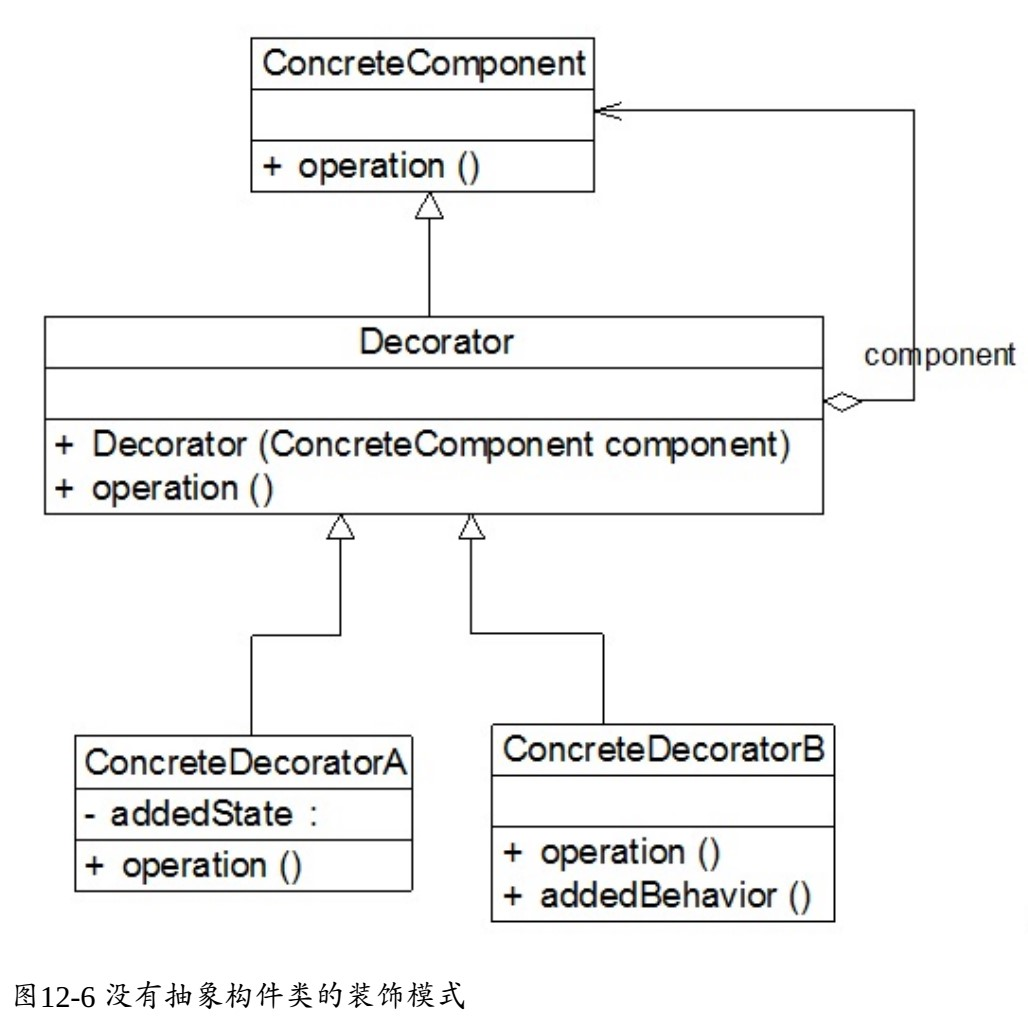 ConcreteComponent
+ operation ()
Decorator
component
+ Decorator (ConcreteComponent component)
+ operation ()
ConcreteDecoratorA
- addedState :
+ operation ()
ConcreteDecoratorB
+ operation ()
+ addedBehavior ()
图12-6 没有抽象构件类的装饰模式